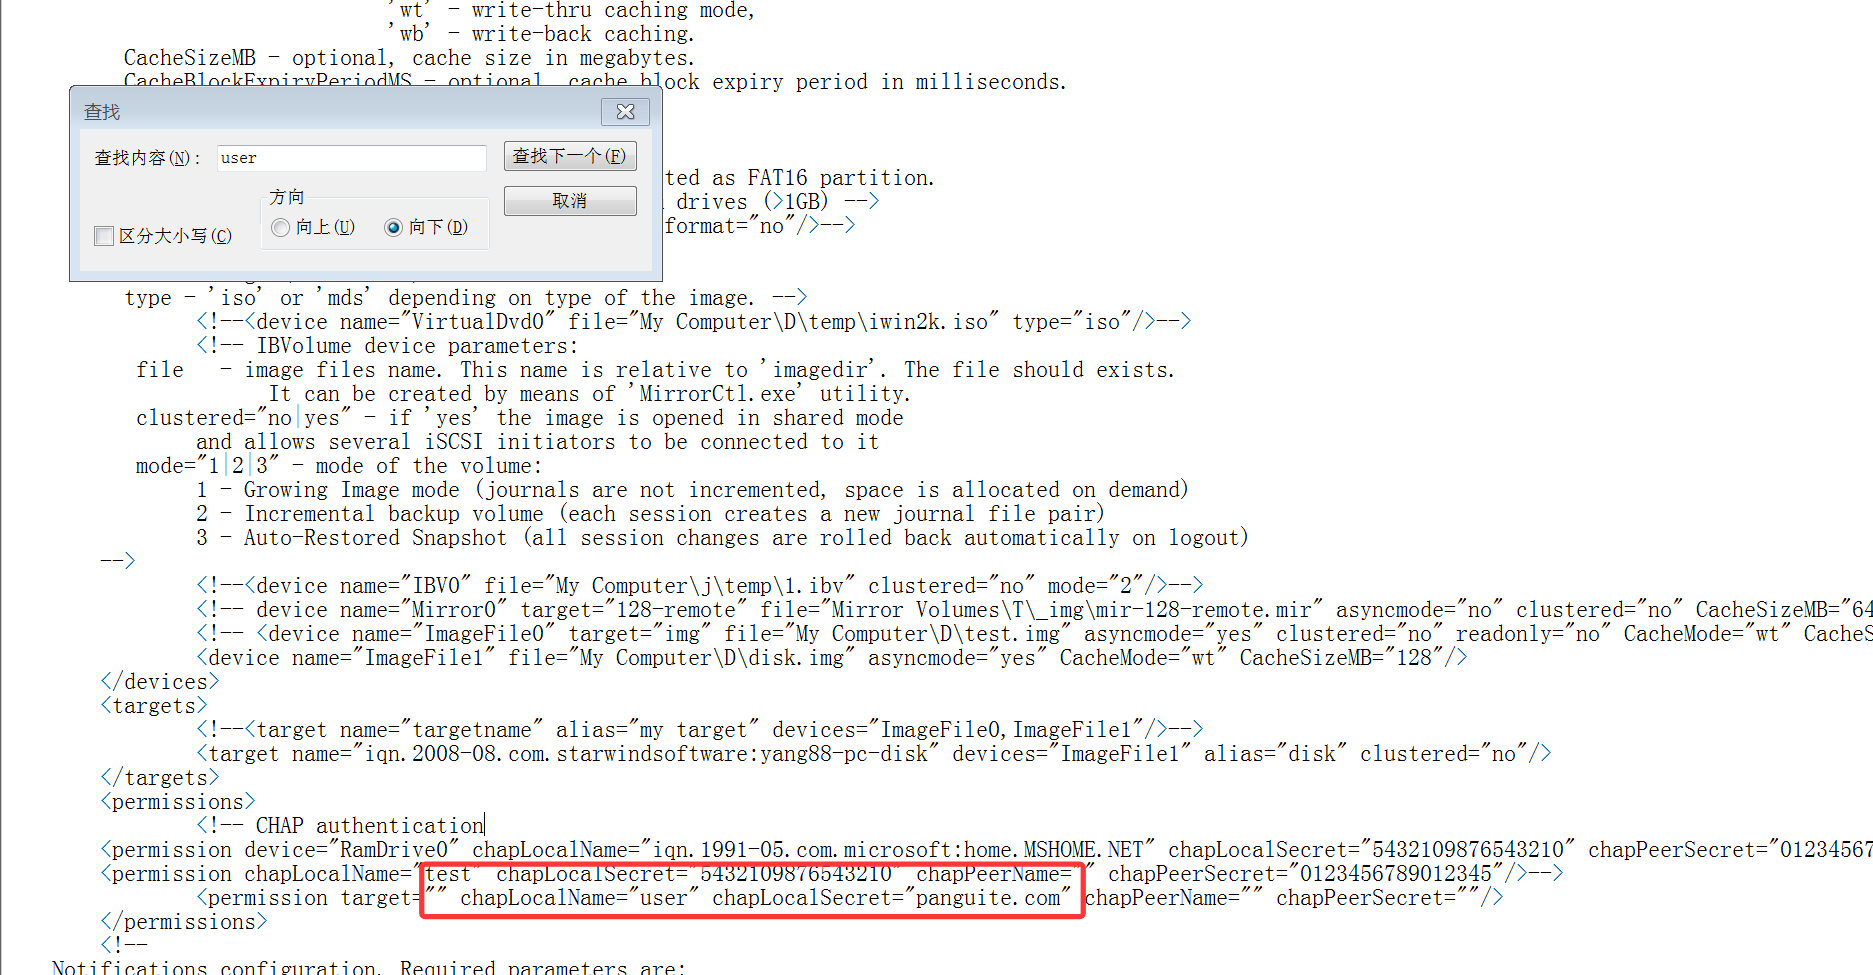 'wt' - write-thru caching mode,
'wb' - write-back caching.
CacheSizeMB - optional, cache size in megabytes.
CacheBlockExpiryPeriodMS - optional, cache block expiry period in milliseconds.
查找
查找内容(N):
user
查找下一个(F)
ted as FAT16 partition.
方向
取消
drives (>1GB) -->
区分大小写(C)
向上(U)
向下(D)
format="no"/>-->
type - 'iso' or 'mds' depending on type of the image. -->
<!--<device name="VirtualDvd0" file="My Computer\D\temp\iwin2k.iso" type="iso"/>-->
<!-- IBVolume device parameters:
file - image files name. This name is relative to 'imagedir'. The file should exists.
It can be created by means of 'MirrorCtl.exe' utility.
clustered="no|yes" - if 'yes' the image is opened in shared mode
and allows several iSCSI initiators to be connected to it
mode="1|2|3" - mode of the volume:
1 - Growing Image mode (journals are not incremented, space is allocated on demand)
2 - Incremental backup volume (each session creates a new journal file pair)
3 - Auto-Restored Snapshot (all session changes are rolled back automatically on logout)
-->
<!--<device name="IBV0" file="My Computer\j\temp\1.ibv" clustered="no" mode="2"/>-->
<!-- device name="Mirror0" target="128-remote" file="Mirror Volumes\T\_img\mir-128-remote.mir" asyncmode="no" clustered="no" CacheSizeMB="64
<!-- <device name="ImageFile0" target="img" file="My Computer\D\test.img" asyncmode="yes" clustered="no" readonly="no" CacheMode="wt" CacheS
<device name="ImageFile1" file="My Computer\D\disk.img" asyncmode="yes" CacheMode="wt" CacheSizeMB="128"/>
</devices>
<targets>
<!--<target name="targetname" alias="my target" devices="ImageFile0,ImageFile1"/>-->
<target name="iqn.2008-08.com.starwindsoftware:yang88-pc-disk" devices="ImageFile1" alias="disk" clustered="no"/>
</targets>
<permissions>
<!-- CHAP authentication
<permission device="RamDrive0" chapLocalName="iqn.1991-05.com.microsoft:home.MSHOME.NET" chapLocalSecret="5432109876543210" chapPeerSecret="01234567
<permission chapLocalName="test" chapLocalSecret="5432109876543210" chapPeerName="" chapPeerSecret="0123456789012345"/>-->
<permission target="" chapLocalName="user" chapLocalSecret="panguite.com" chapPeerName="" chapPeerSecret=""/>
</permissions>
<!--
Notifications configuration. Required parameters are: